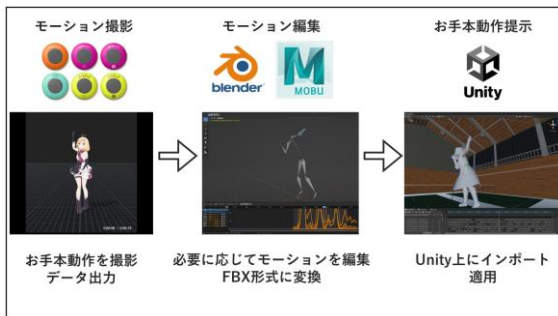 モーション撮影
モーション編集
お手本動作提示
blender
M
MOBU
Unity
お手本動作を撮影
データ出力
必要に応じてモーションを編集
FBX形式に変換
Unity上にインポート
適用